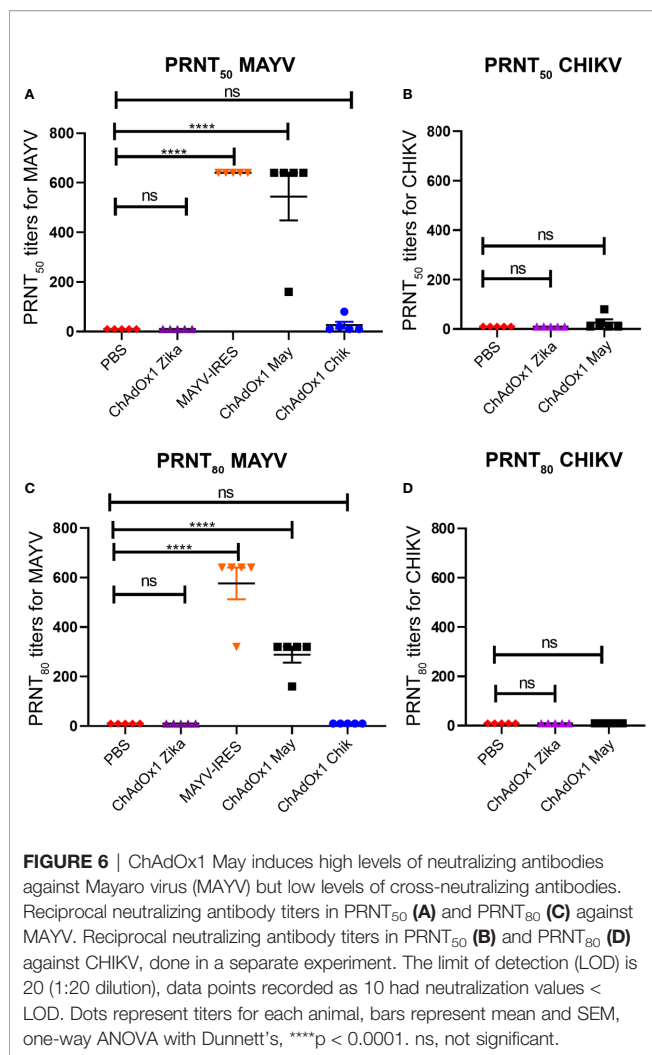 PRNT50 MAYV
A
ns
****
****
ns
PRNT50 titers for MAYV
800
600
400
200
0
PBS
ChAdOx1 Zika
MAYV-IRES
ChAdOx1 May
ChAdOx1 Chik
PRNT50 CHIKV
B
ns
ns
PRNT50 titers for CHIKV
800
600
400
200
0
PBS
ChAdOx1 Zika
ChAdOx1 May
PRNT80 MAYV
C
ns
****
****
ns
PRNT80 titers for MAYV
800
600
400
200
0
PBS
ChAdOx1 Zika
MAYV-IRES
ChAdOx1 May
ChAdOx1 Chik
PRNT80 CHIKV
D
ns
ns
PRNT80 titers for CHIKV
800
600
400
200
0
PBS
ChAdOx1 Zika
ChAdOx1 May
FIGURE 6 | ChAdOx1 May induces high levels of neutralizing antibodies
against Mayaro virus (MAYV) but low levels of cross-neutralizing antibodies.
Reciprocal neutralizing antibody titers in PRNT50 (A) and PRNT80 (C) against
MAYV. Reciprocal neutralizing antibody titers in PRNT50 (B) and PRNT80 (D)
against CHIKV, done in a separate experiment. The limit of detection (LOD) is
20 (1:20 dilution), data points recorded as 10 had neutralization values <
LOD. Dots represent titers for each animal, bars represent mean and SEM,
one-way ANOVA with Dunnett's, ****p < 0.0001. ns, not significant.